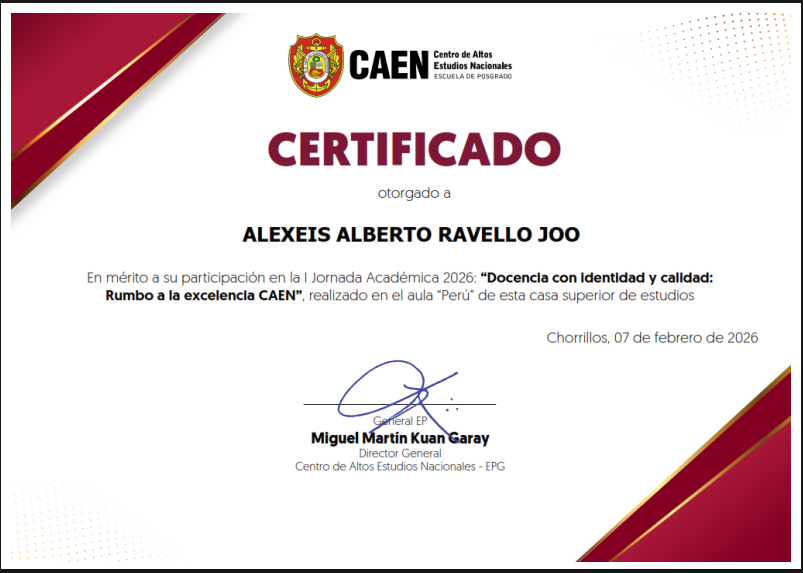 CAEN
Centro de Altos
Estudios Nacionales
ESCUELA DE POSGRADO
CERTIFICADO
otorgado a
ALEXEIS ALBERTO RAVELLO JOO
En mérito a su participación en la I Jornada Académica 2026: “Docencia con identidad y calidad:
Rumbo a la excelencia CAEN”, realizado en el aula “Perú” de esta casa superior de estudios
Chorrillos, 07 de febrero de 2026
General EP
Miguel Martín Kuan Garay
Director General
Centro de Altos Estudios Nacionales - EPG